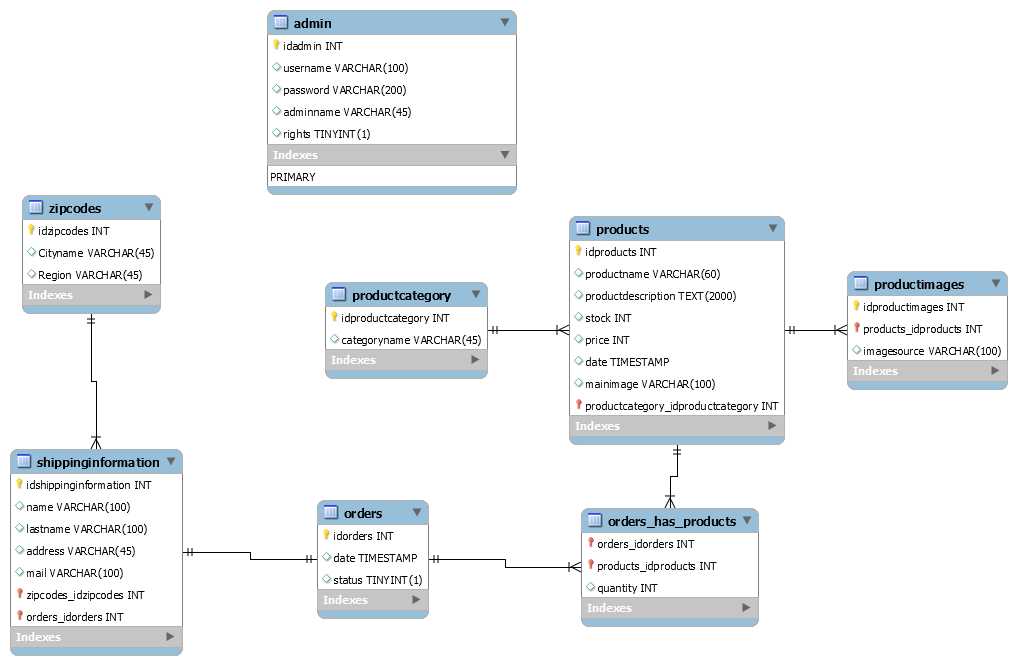 admin
idadmin INT
username VARCHAR(100)
password VARCHAR(200)
adminname VARCHAR(45)
rights TINYINT(1)
Indexes
PRIMARY
zipcodes
idzipcodes INT
Cityname VARCHAR(45)
Region VARCHAR(45)
Indexes
productcategory
idproductcategory INT
categoryname VARCHAR(45)
Indexes
products
idproducts INT
productname VARCHAR(60)
productdescription TEXT(2000)
stock INT
price INT
date TIMESTAMP
mainimage VARCHAR(100)
productcategory_idproductcategory INT
Indexes
productimages
idproductimages INT
products_idproducts INT
imagesource VARCHAR(100)
Indexes
shippinginformation
idshippinginformation INT
name VARCHAR(100)
lastname VARCHAR(100)
address VARCHAR(45)
mail VARCHAR(100)
zipcodes_idzipcodes INT
orders_idorders INT
Indexes
orders
idorders INT
date TIMESTAMP
status TINYINT(1)
Indexes
orders_has_products
orders_idorders INT
products_idproducts INT
quantity INT
Indexes